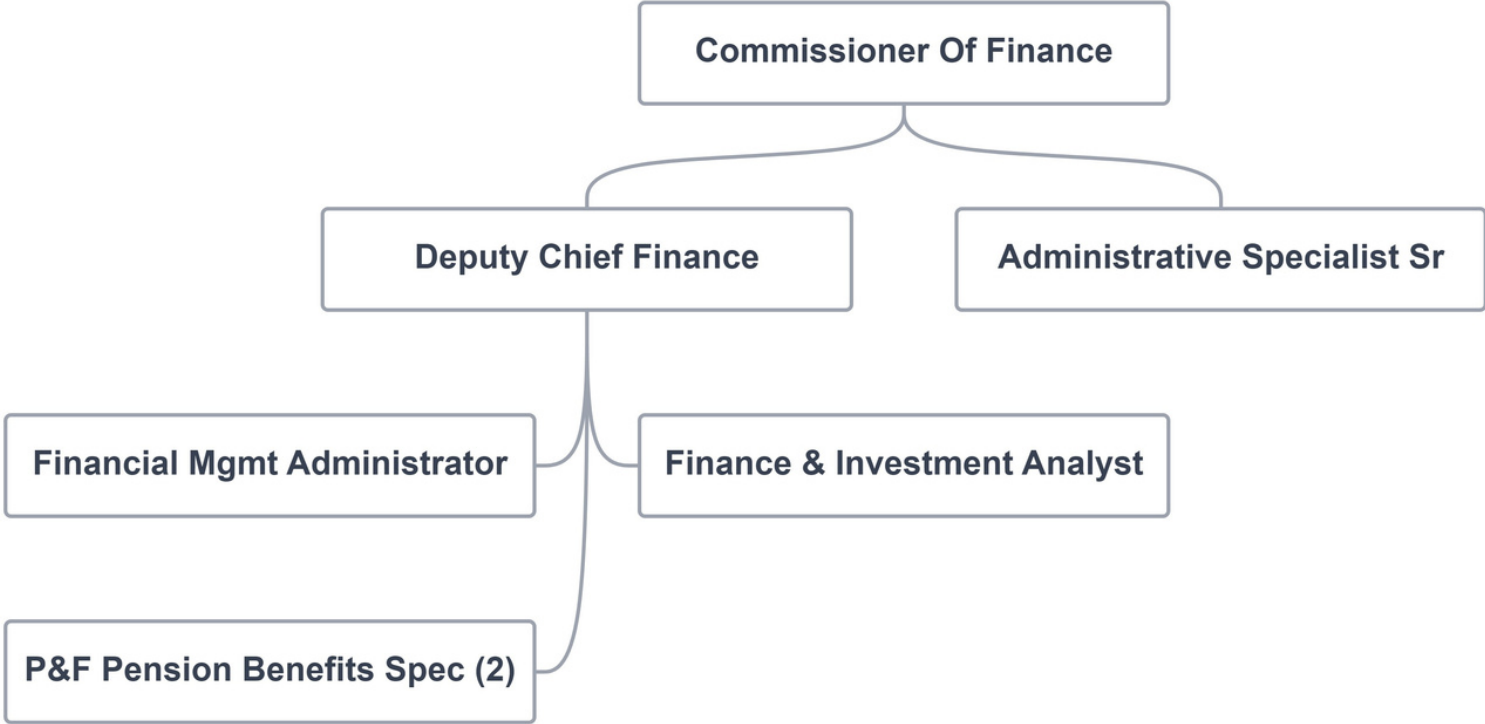 Commissioner Of Finance
Deputy Chief Finance
Administrative Specialist Sr
Financial Mgmt Administrator
Finance & Investment Analyst
P&F Pension Benefits Spec (2)